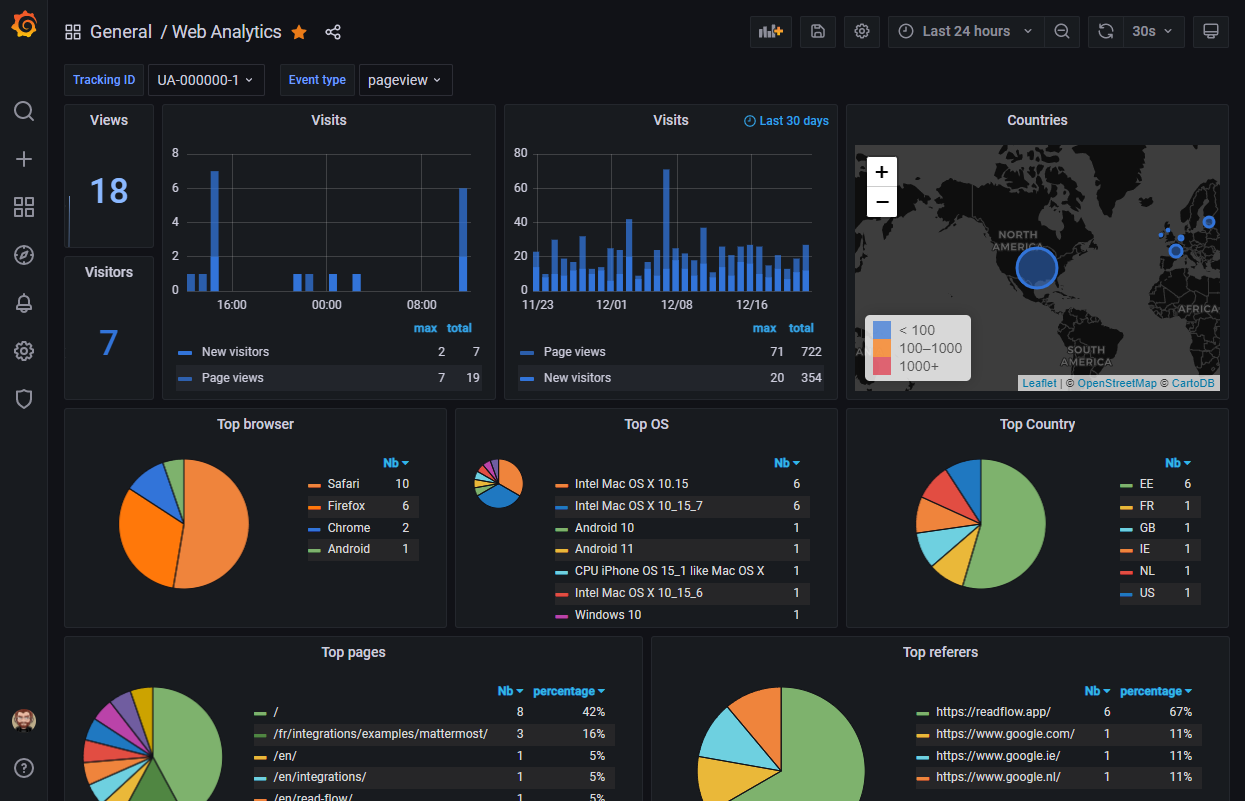 General / Web Analytics
Last 24 hours
30s
Tracking ID UA-000000-1 Event type pageview
Views
18
Visitors
7
Visits
8
6
4
2
0
16:00 00:00 08:00
max total
New visitors 2 7
Page views 7 19
Visits
Last 30 days
80
60
40
20
0
11/23 12/01 12/08 12/16
max total
Page views 71 722
New visitors 20 354
Countries
+
−
NORTH
AMERICA
AFRICA
SOUTH
AMERICA
< 100
100–1000
1000+
Leaflet | © OpenStreetMap © CartoDB
Top browser
Nb
Safari 10
Firefox 6
Chrome 2
Android 1
Top OS
Nb
Intel Mac OS X 10.15 6
Intel Mac OS X 10_15_7 6
Android 10 1
Android 11 1
CPU iPhone OS 15_1 like Mac OS X 1
Intel Mac OS X 10_15_6 1
Windows 10 1
Top Country
Nb
EE 6
FR 1
GB 1
IE 1
NL 1
US 1
Top pages
Nb percentage
/ 8 42%
/fr/integrations/examples/mattermost/ 3 16%
/en/ 1 5%
/en/integrations/ 1 5%
/en/read-flow/ 1 5%
Top referers
Nb percentage
https://readflow.app/ 6 67%
https://www.google.com/ 1 11%
https://www.google.ie/ 1 11%
https://www.google.nl/ 1 11%